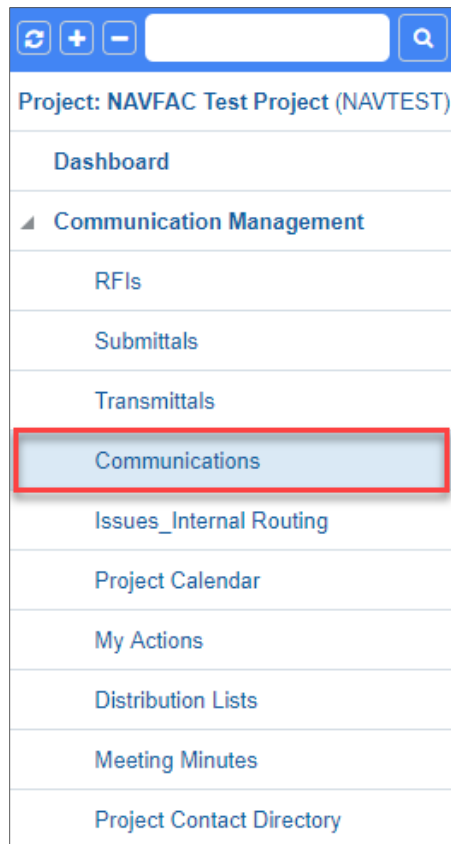 Project: NAVFAC Test Project (NAVTEST)
Dashboard
Communication Management
RFIs
Submittals
Transmittals
Communications
Issues_Internal Routing
Project Calendar
My Actions
Distribution Lists
Meeting Minutes
Project Contact Directory